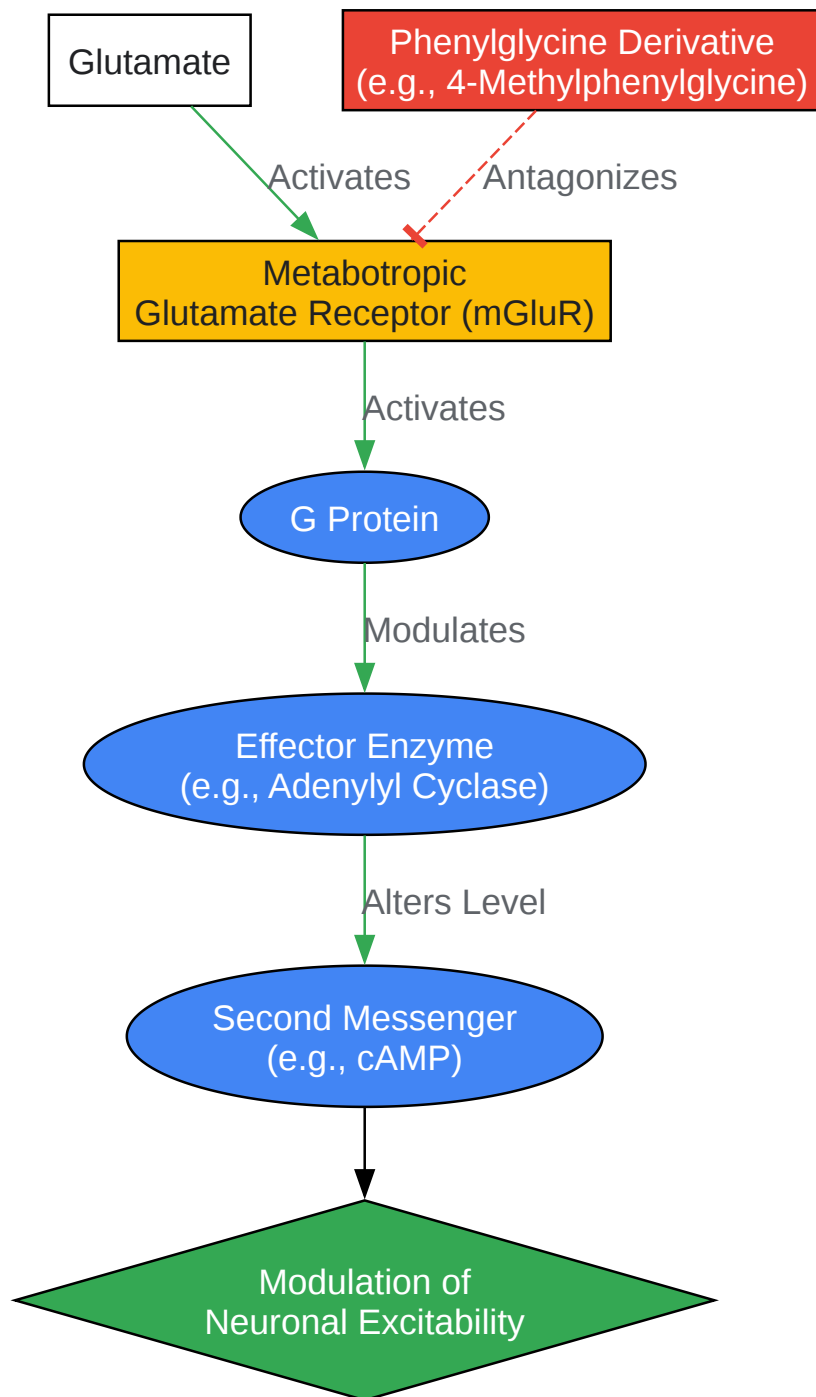 Glutamate
Phenylglycine Derivative
(e.g., 4-Methylphenylglycine)
Activates
Antagonizes
Metabotropic
Glutamate Receptor (mGluR)
Activates
G Protein
Modulates
Effector Enzyme
(e.g., Adenylyl Cyclase)
Alters Level
Second Messenger
(e.g., cAMP)
Modulation of
Neuronal Excitability